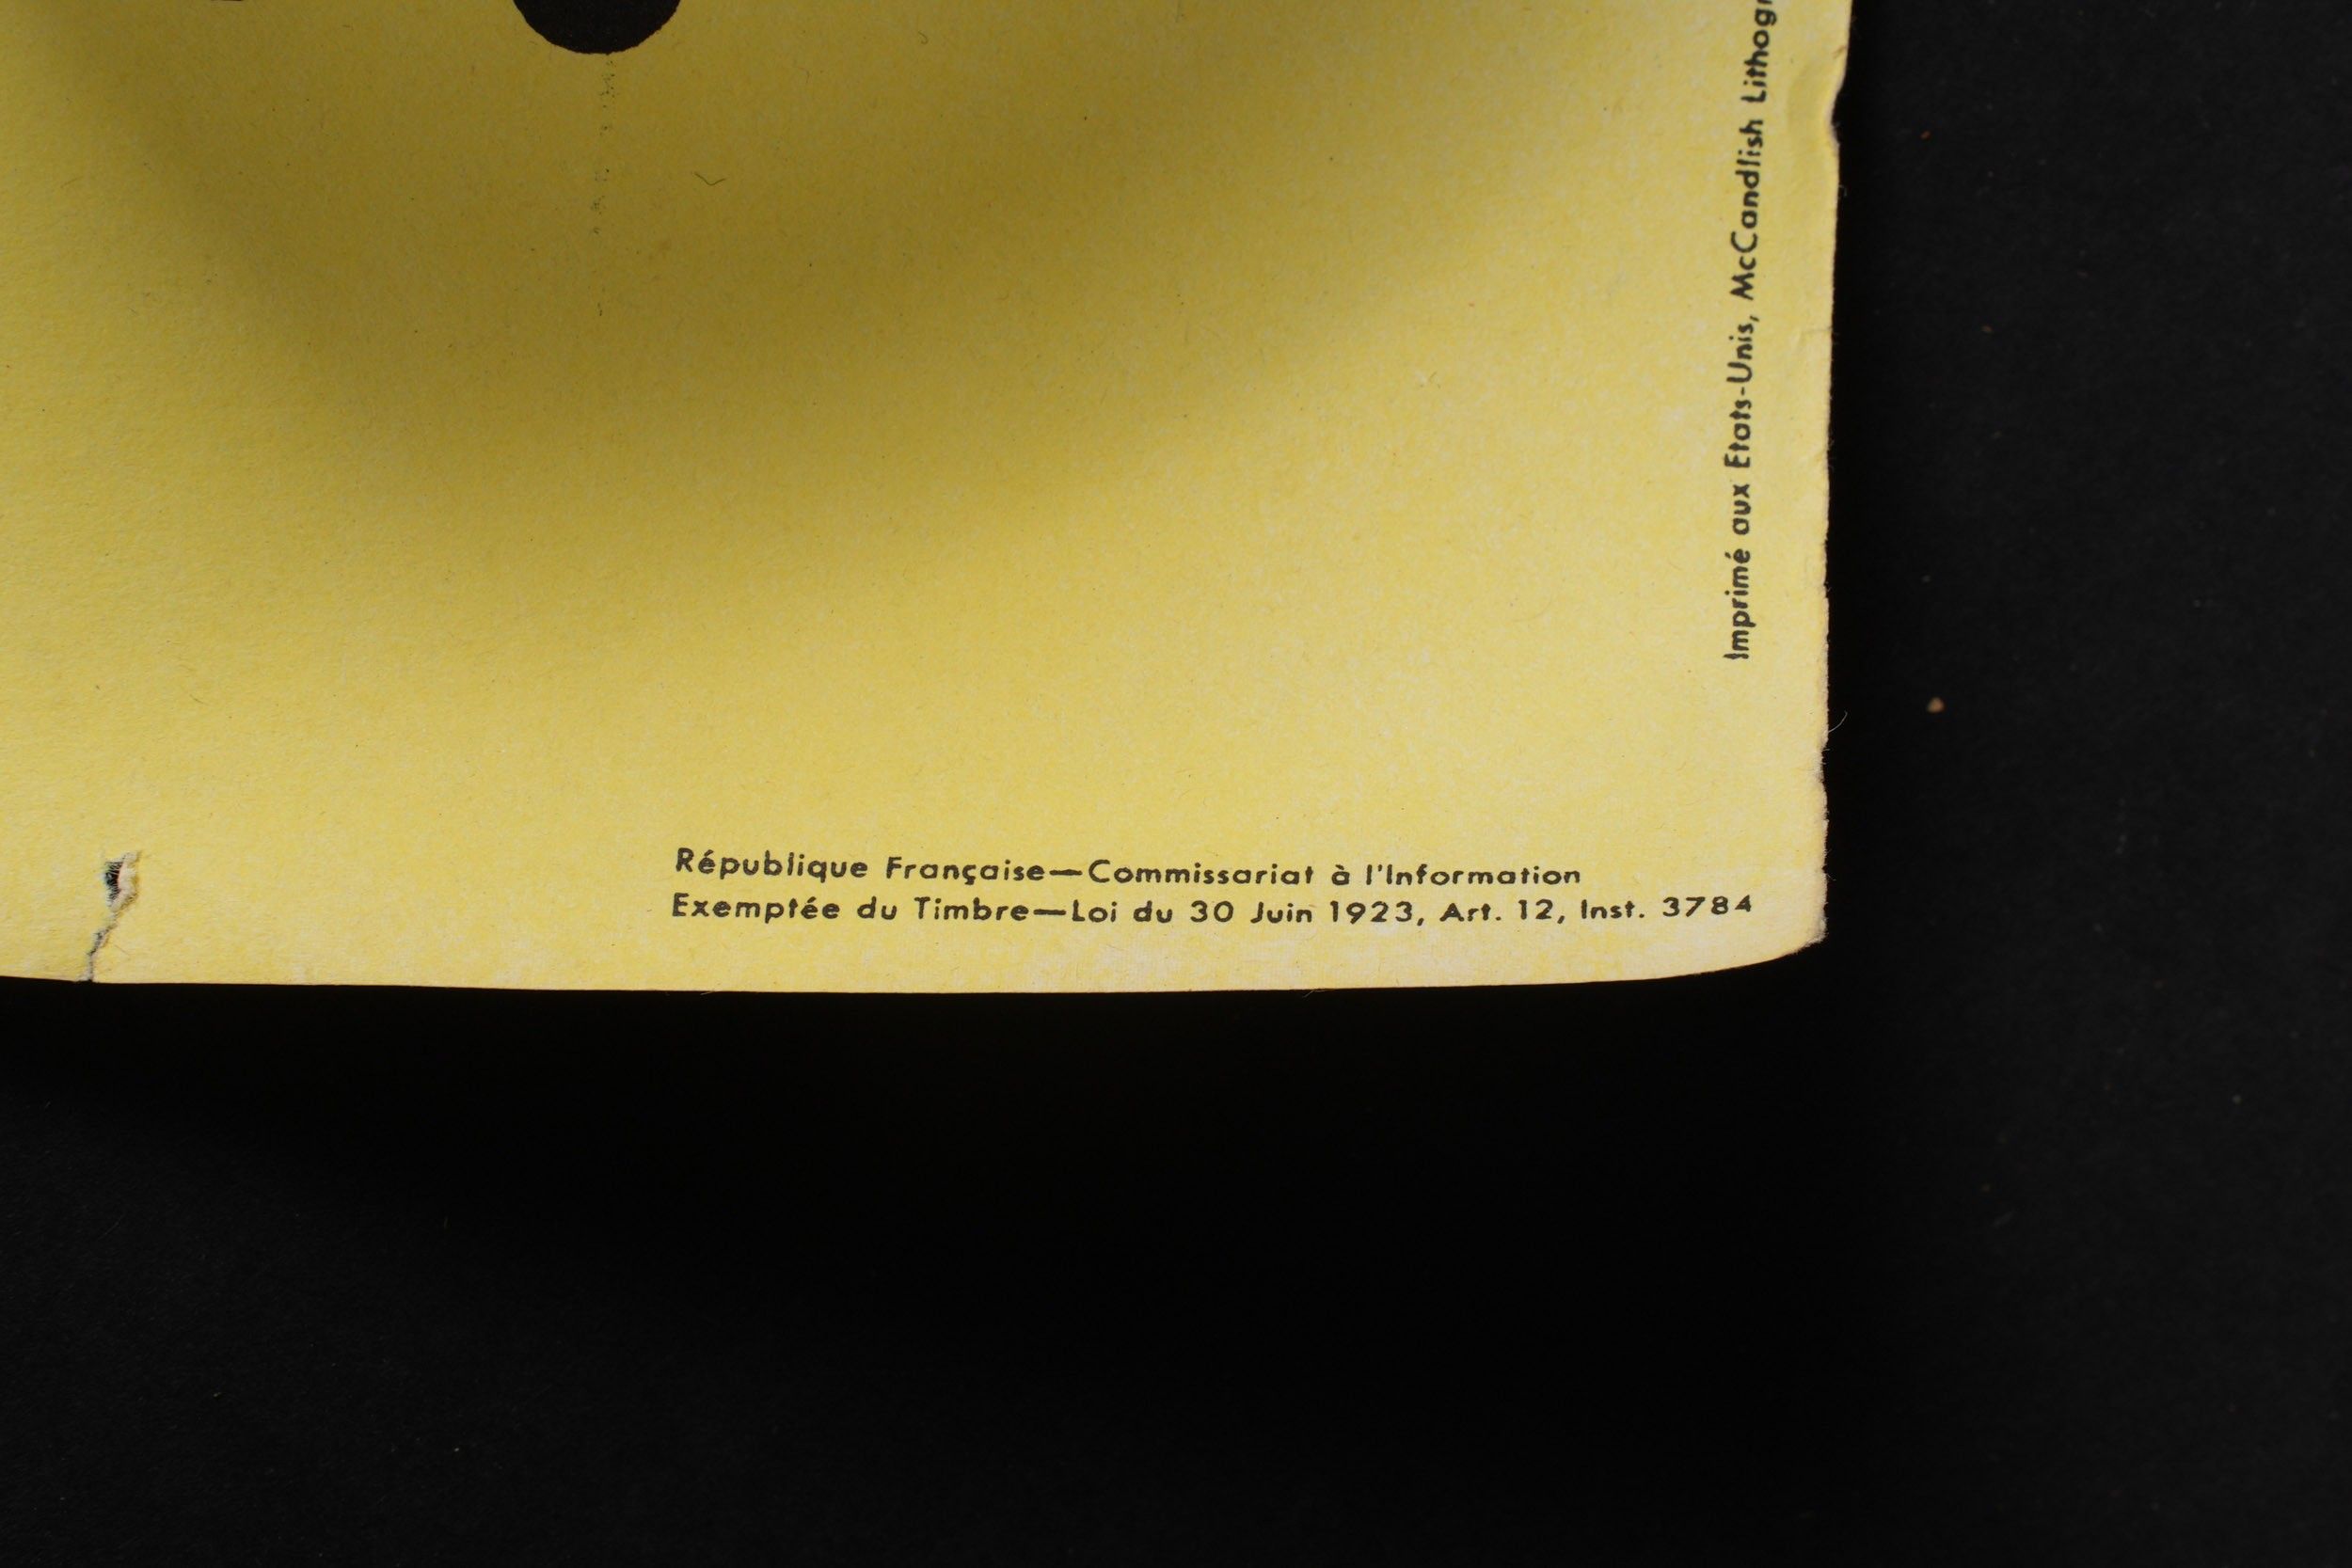 République Française—Commissariat à l'Information
Exemptée du Timbre—Loi du 30 Juin 1923, Art. 12, Inst. 3784
Imprimé aux Etats-Unis, McCandlish